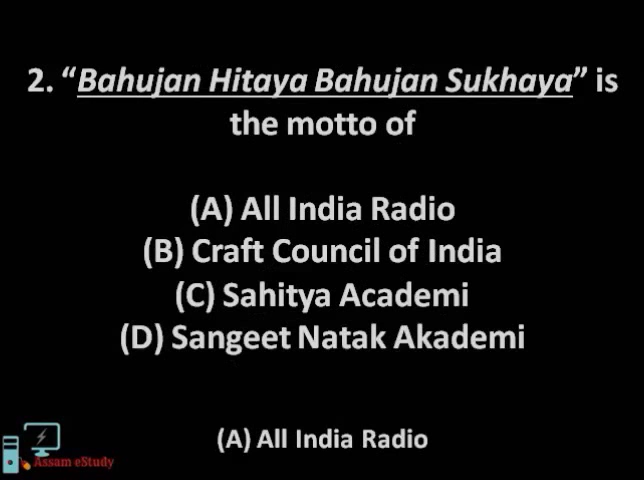 2. “Bahujan Hitaya Bahujan Sukhaya” is
the motto of
(A) All India Radio
(B) Craft Council of India
(C) Sahitya Academi
(D) Sangeet Natak Akademi
(A) All India Radio
Assam eStudy